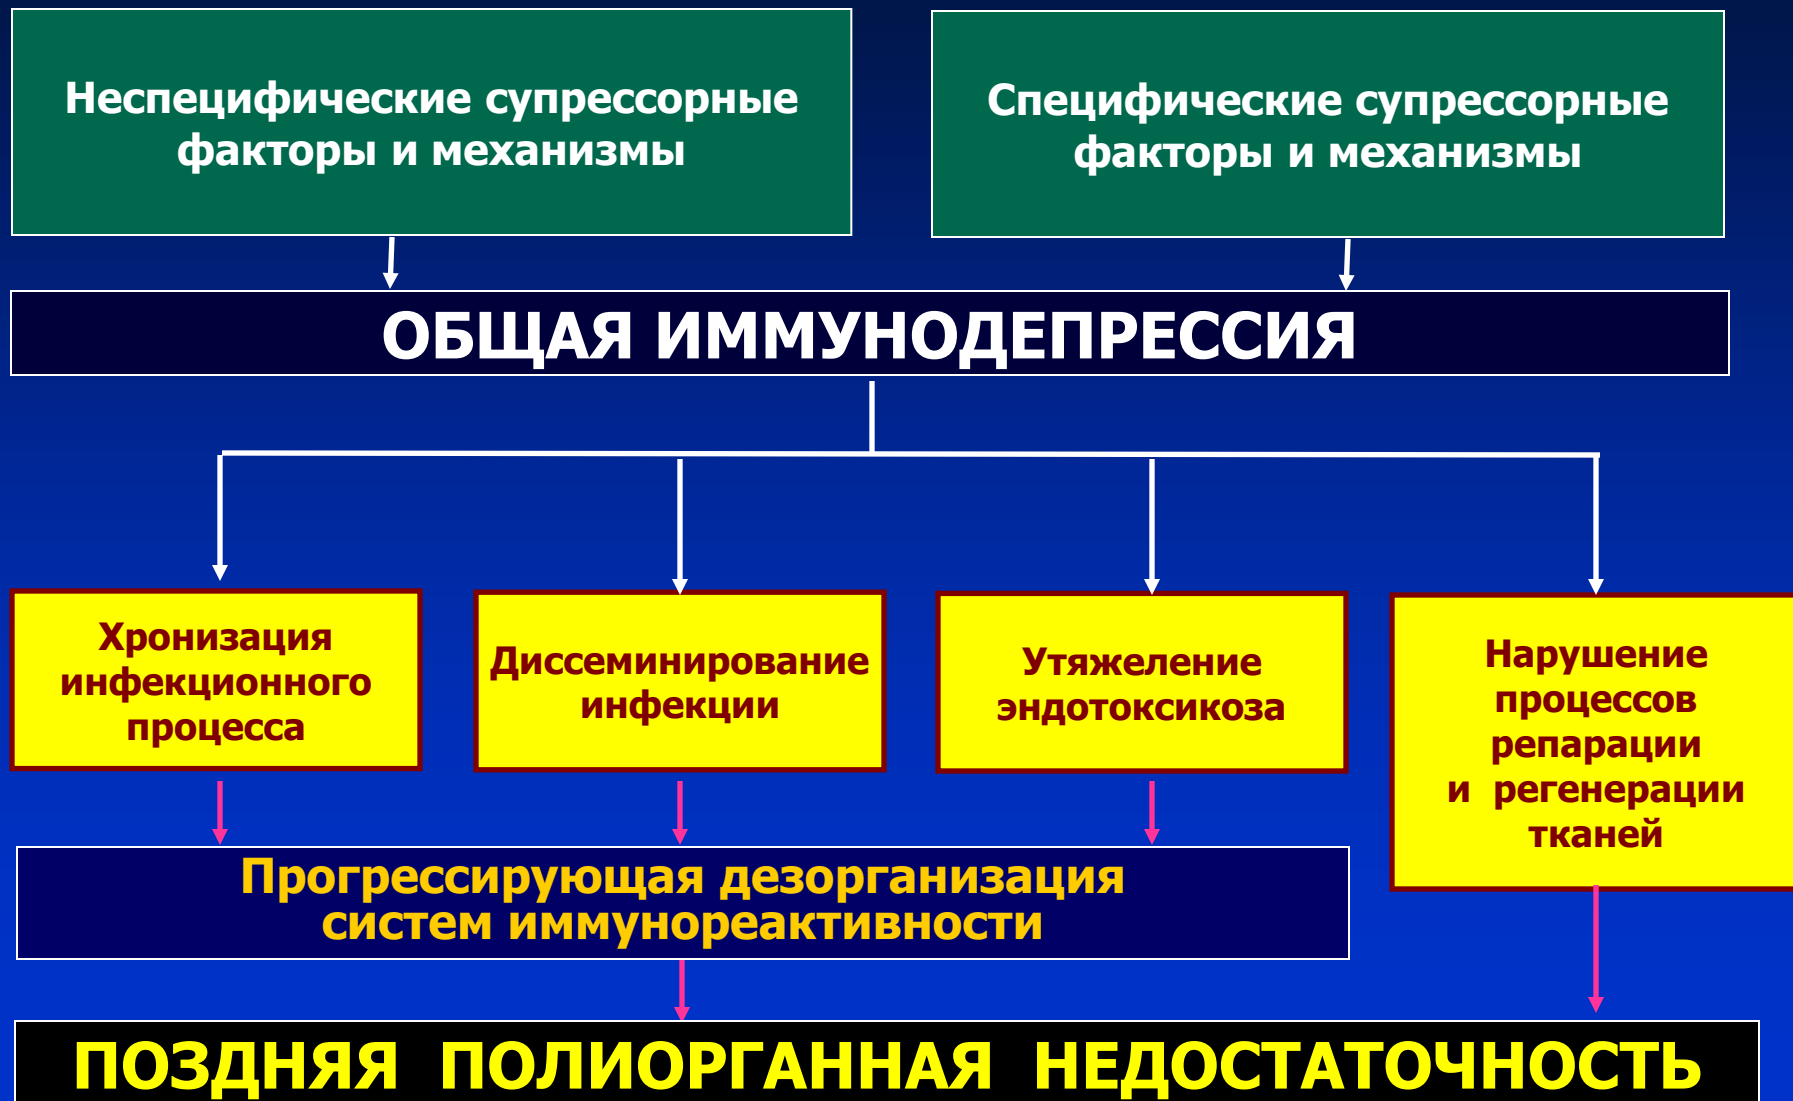 Неспецифические супрессорные
факторы и механизмы
Специфические супрессорные
факторы и механизмы
ОБЩАЯ ИММУНОДЕПРЕССИЯ
Хронизация
инфекционного
процесса
Диссеминирование
инфекции
Утяжеление
эндотоксикоза
Нарушение
процессов
репарации
и регенерации
тканей
Прогрессирующая дезорганизация
систем иммунореактивности
ПОЗДНЯЯ ПОЛИОРГАННАЯ НЕДОСТАТОЧНОСТЬ